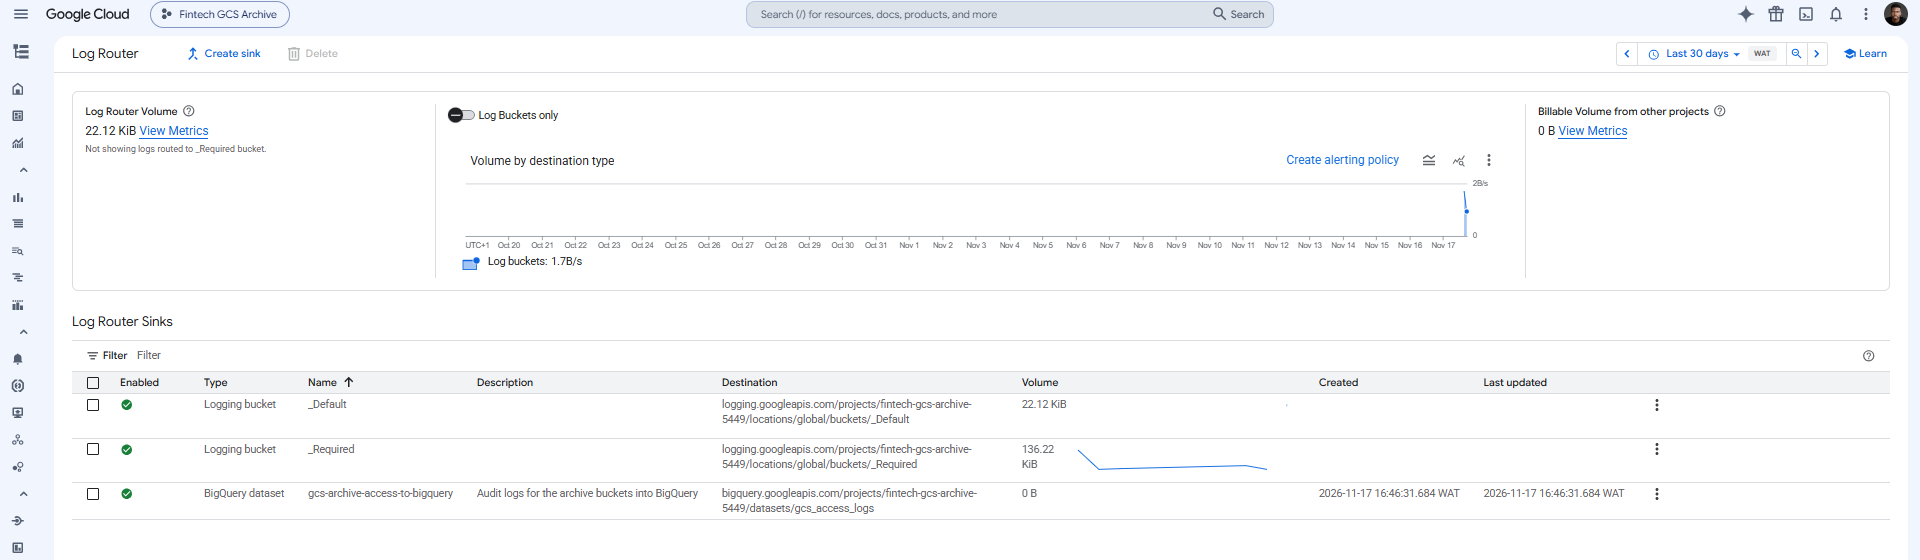 Google Cloud
Fintech GCS Archive
Search (/) for resources, docs, products, and more
Search
Log Router
Create sink
Delete
Last 30 days
WAT
Learn
Log Router Volume
22.12 KiB View Metrics
Not showing logs routed to _Required bucket.
Log Buckets only
Volume by destination type
Create alerting policy
2B/s
0
UTC+1 Oct 20 Oct 21 Oct 22 Oct 23 Oct 24 Oct 25 Oct 26 Oct 27 Oct 28 Oct 29 Oct 30 Oct 31 Nov 1 Nov 2 Nov 3 Nov 4 Nov 5 Nov 6 Nov 7 Nov 8 Nov 9 Nov 10 Nov 11 Nov 12 Nov 13 Nov 14 Nov 15 Nov 16 Nov 17
Log buckets: 1.7B/s
Billable Volume from other projects
0 B View Metrics
Log Router Sinks
Filter Filter
Enabled Type Name Description Destination Volume Created Last updated
Logging bucket _Default logging.googleapis.com/projects/fintech-gcs-archive- 22.12 KiB
5449/locations/global/buckets/_Default
Logging bucket _Required logging.googleapis.com/projects/fintech-gcs-archive- 136.22
5449/locations/global/buckets/_Required KiB
BigQuery dataset gcs-archive-access-to-bigquery Audit logs for the archive buckets into BigQuery bigquery.googleapis.com/projects/fintech-gcs-archive- 0 B 2026-11-17 16:46:31.684 WAT 2026-11-17 16:46:31.684 WAT
5449/datasets/gcs_access_logs